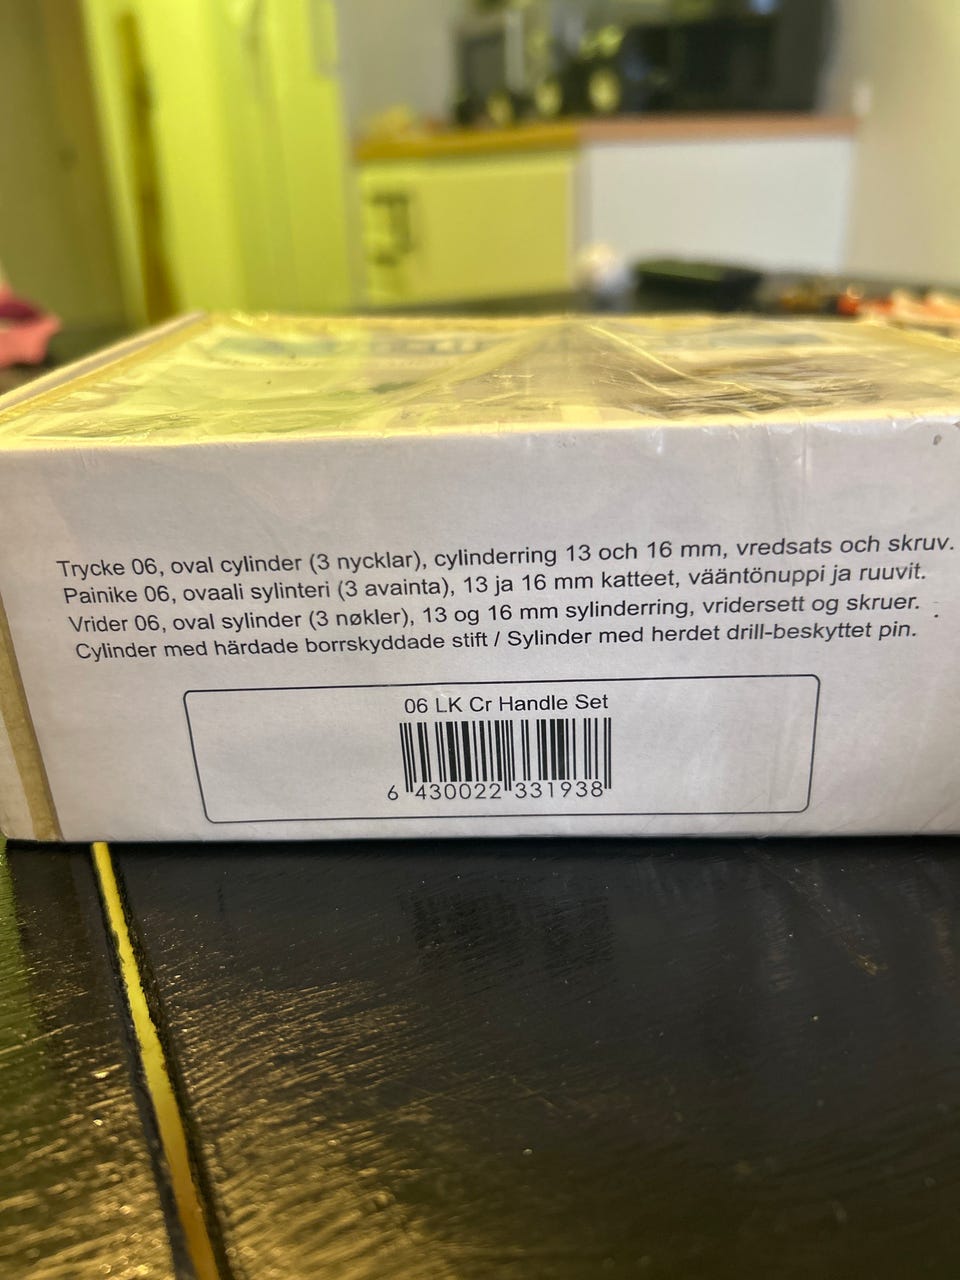 Trycke 06, oval cylinder (3 nycklar), cylinderring 13 och 16 mm, vredsats och skruv.
Painike 06, ovaali sylinteri (3 avainta), 13 ja 16 mm katteet, vääntönuppi ja ruuvit.
Vrider 06, oval sylinder (3 nøkler), 13 og 16 mm sylinderring, vridersett og skruer.
Cylinder med härdade borrskyddade stift / Sylinder med herdet drill-beskyttet pin.
06 LK Cr Handle Set
6 430022 331938